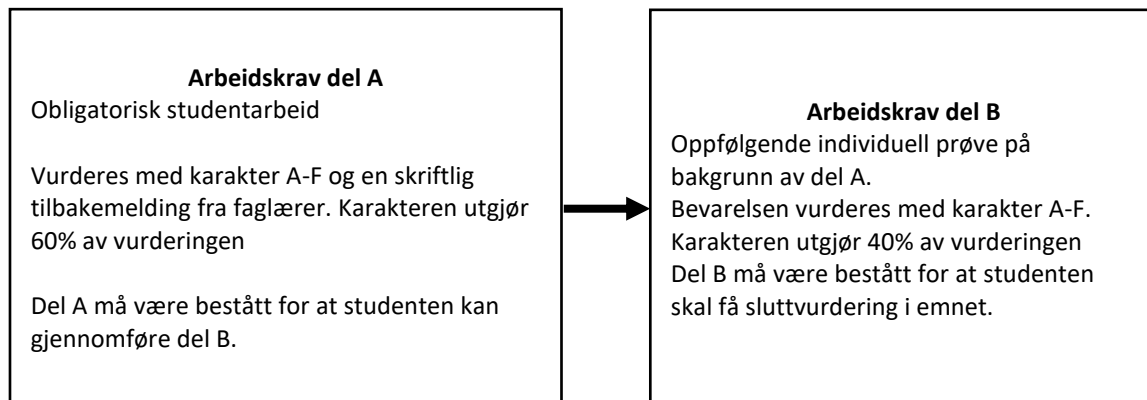 Arbeidskrav del A
Obligatorisk studentarbeid
Vurderes med karakter A-F og en skriftlig
tilbakemelding fra faglærer. Karakteren utgjør
60% av vurderingen
Del A må være bestått for at studenten kan
gjennomføre del B.
Arbeidskrav del B
Oppfølgende individuell prøve på
bakgrunn av del A.
Bevarelsen vurderes med karakter A-F.
Karakteren utgjør 40% av vurderingen
Del B må være bestått for at studenten
skal få sluttvurdering i emnet.